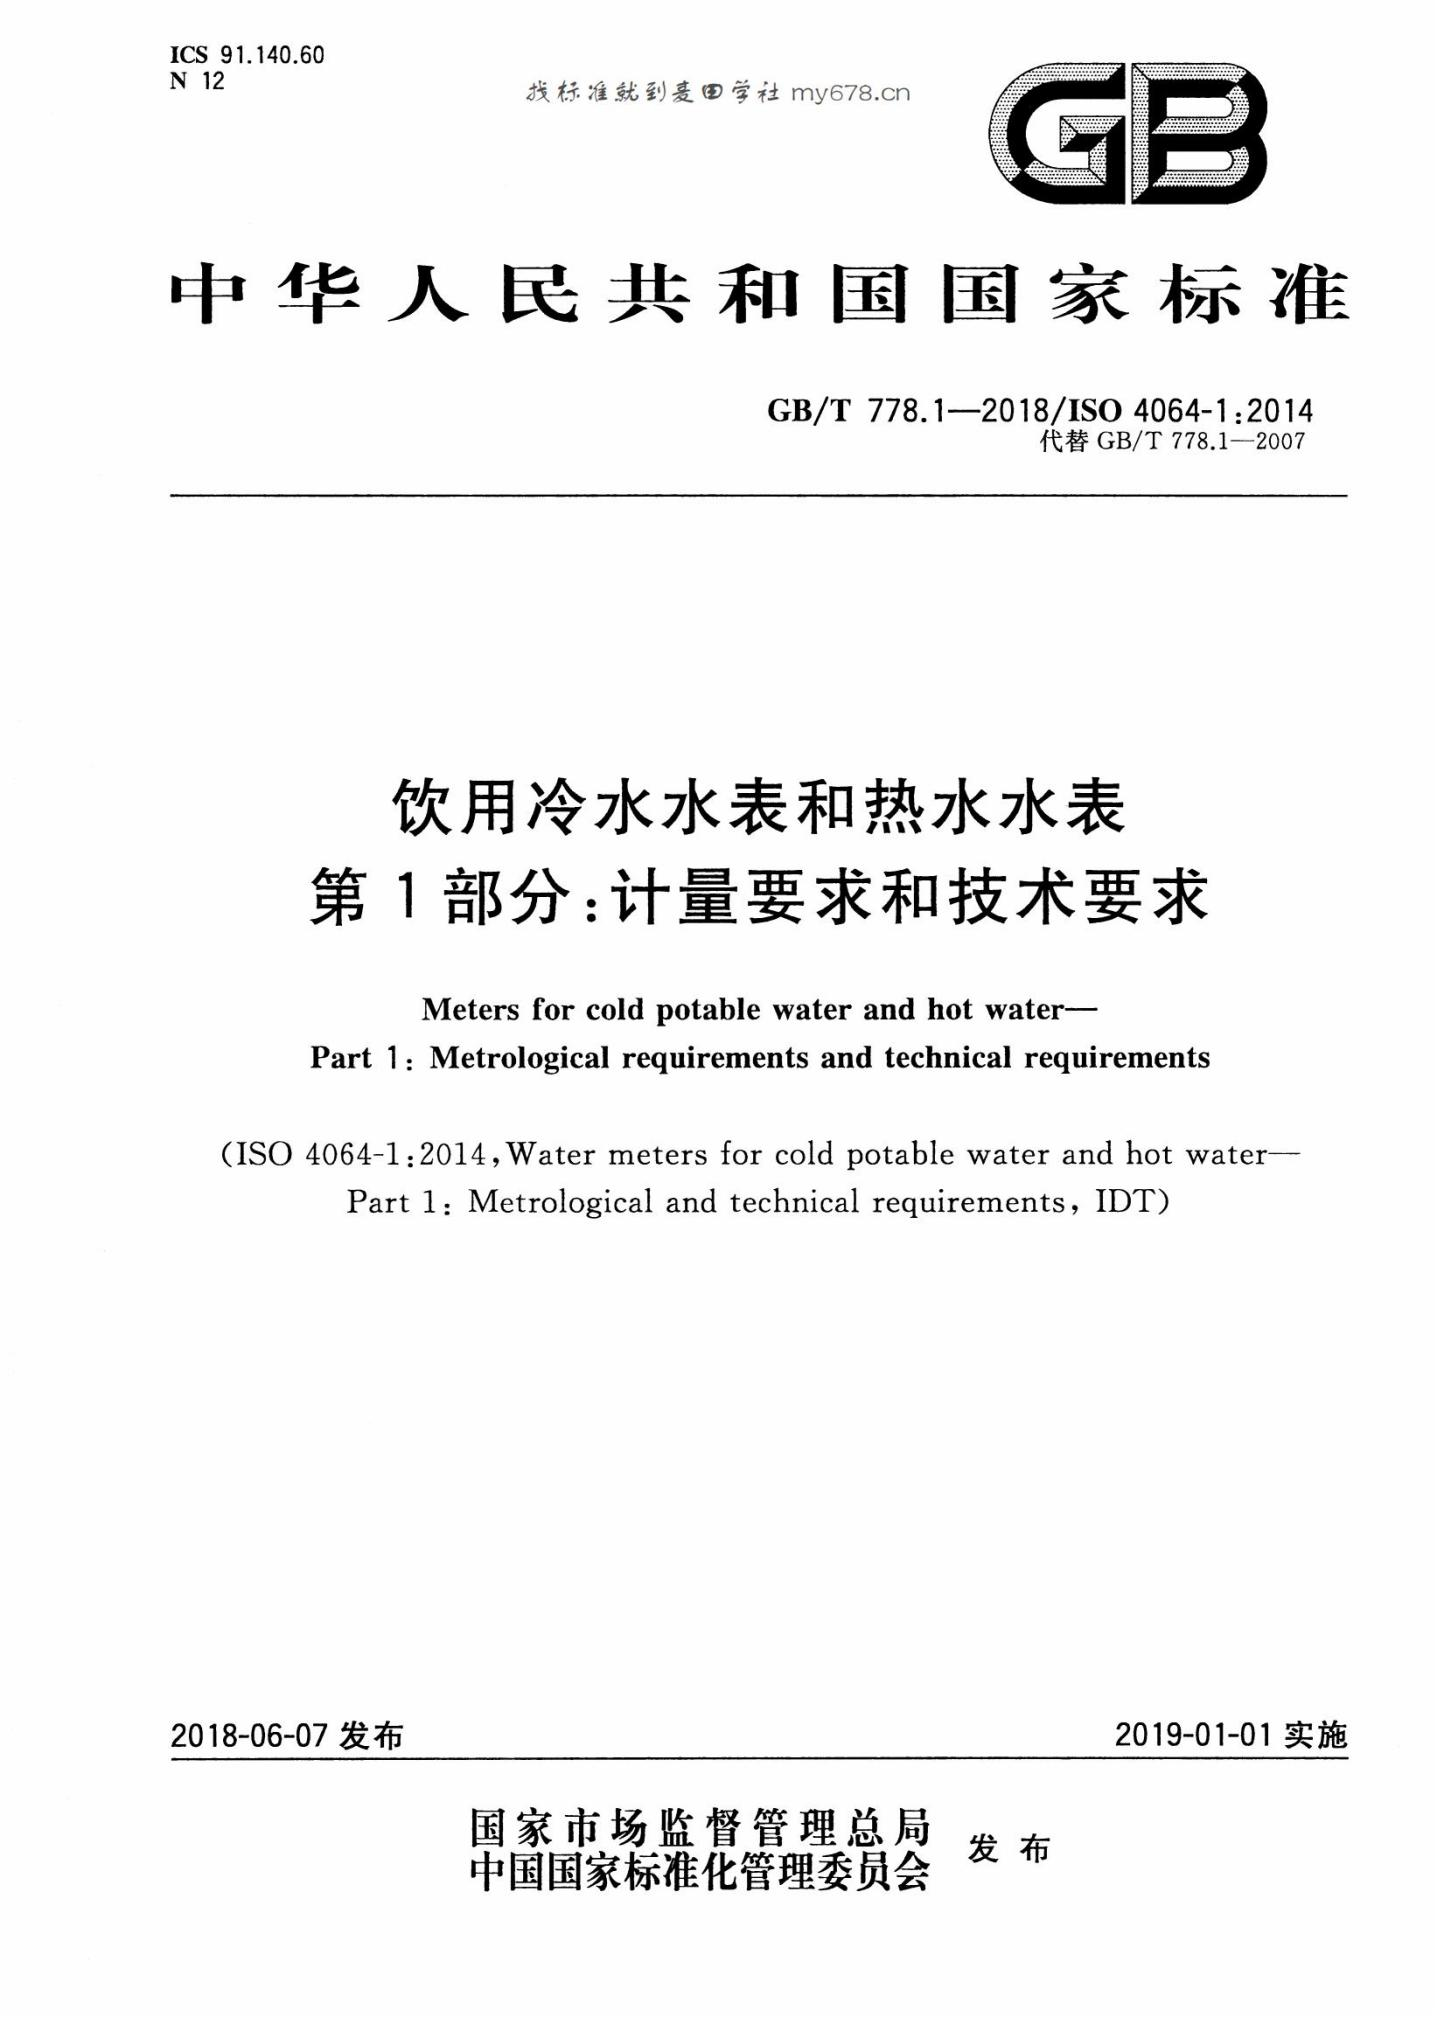 ICS 91.140.60
N 12
找标准就到麦田学社 my678.cn
GB
中华人民共和国国家标准
GB/T 778.1—2018/ISO 4064-1:2014
代替 GB/T 778.1—2007
饮用冷水水表和热水水表
第 1 部分:计量要求和技术要求
Meters for cold potable water and hot water—
Part 1: Metrological requirements and technical requirements
(ISO 4064-1:2014,Water meters for cold potable water and hot water—
Part 1: Metrological and technical requirements, IDT)
2018-06-07 发布
2019-01-01 实施
国家市场监督管理总局
中国国家标准化管理委员会
发布